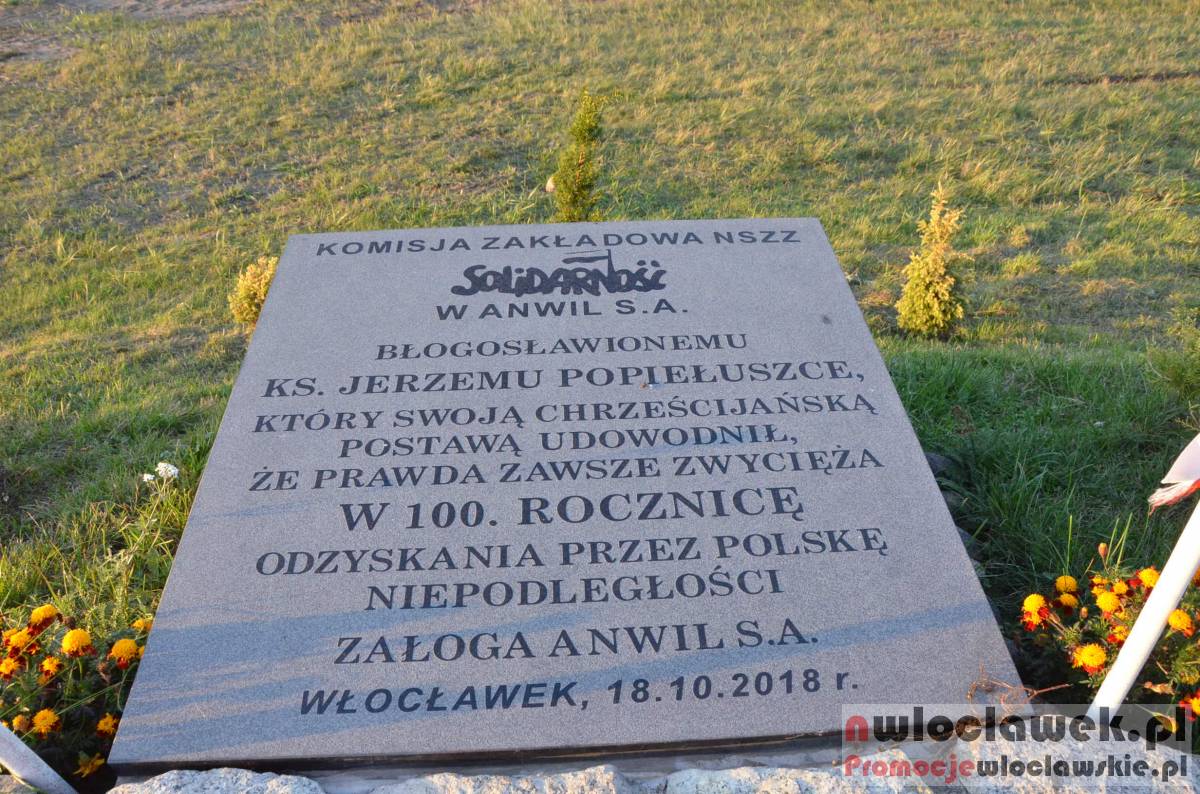 KOMISJA ZAKŁADOWA NSZZ
SOLIDARNOŚĆ
W ANWIL S.A.
BŁOGOSŁAWIONEMU
KS. JERZEMU POPIEŁUSZCE,
KTÓRY SWOJĄ CHRZEŚCIJAŃSKĄ
POSTAWĄ UDOWODNIŁ,
ŻE PRAWDA ZAWSZE ZWYCIĘŻA
W 100. ROCZNICĘ
ODZYSKANIA PRZEZ POLSKĘ
NIEPODLEGŁOŚCI
ZAŁOGA ANWIL S.A.
WŁOCŁAWEK, 18.10.2018 r.
nwloclawek.pl
Promocjewloclawskie.pl